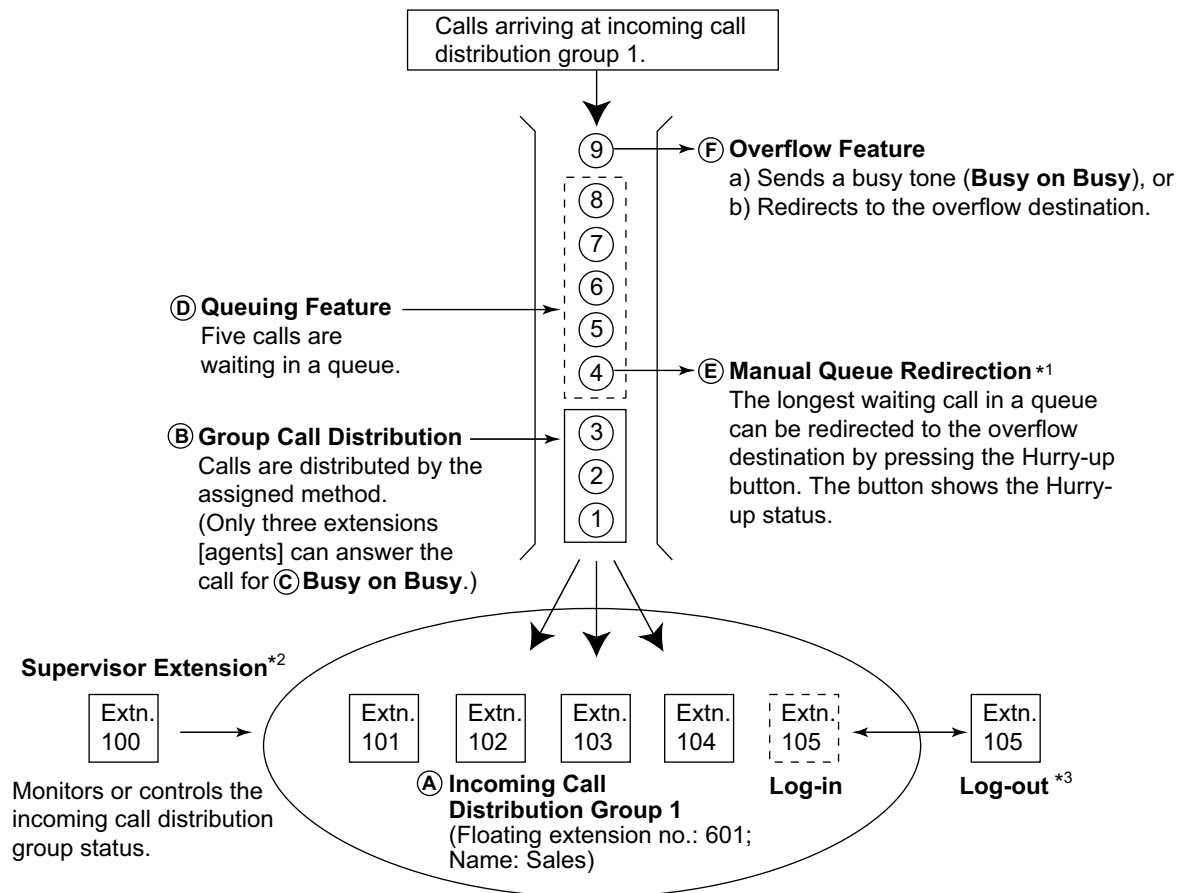 Calls arriving at incoming call
distribution group 1.
9
Ⓕ Overflow Feature
a) Sends a busy tone (Busy on Busy), or
b) Redirects to the overflow destination.
8
7
6
5
4
Ⓓ Queuing Feature
Five calls are
waiting in a queue.
Ⓔ Manual Queue Redirection *1
The longest waiting call in a queue
can be redirected to the overflow
destination by pressing the Hurry-up
button. The button shows the Hurry-
up status.
Ⓑ Group Call Distribution
Calls are distributed by the
assigned method.
(Only three extensions
[agents] can answer the
call for Ⓒ Busy on Busy.)
3
2
1
Supervisor Extension*2
Extn.
100
Monitors or controls the
incoming call distribution
group status.
Extn.
101
Extn.
102
Extn.
103
Extn.
104
Extn.
105
Log-in
Extn.
105
Log-out *3
Ⓐ Incoming Call
Distribution Group 1
(Floating extension no.: 601;
Name: Sales)